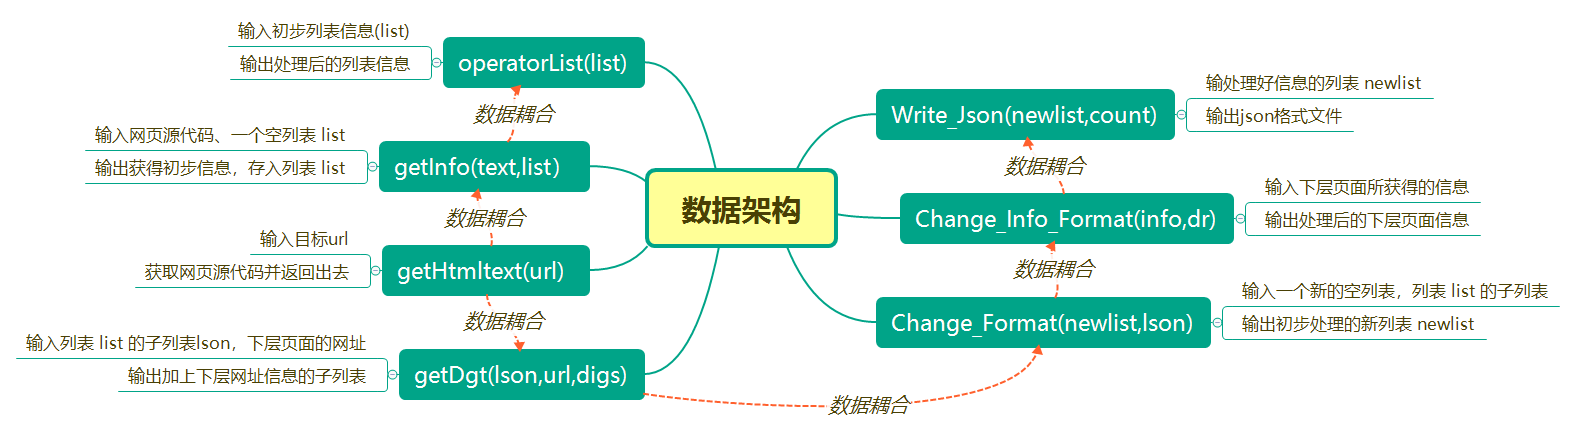 输入初步列表信息(list)
输出处理后的列表信息
operatorList(list)
数据耦合
输入网页源代码、一个空列表 list
输出获得初步信息，存入列表 list
getInfo(text,list)
数据耦合
输入目标url
获取网页源代码并返回出去
getHtmltext(url)
数据耦合
输入列表 list 的子列表lson，下层页面的网址
输出加上下层网址信息的子列表
getDgt(lson,url,digs)
数据架构
Write_Json(newlist,count)
输处理好信息的列表 newlist
输出json格式文件
数据耦合
Change_Info_Format(info,dr)
输入下层页面所获得的信息
输出处理后的下层页面信息
数据耦合
Change_Format(newlist,lson)
输入一个新的空列表，列表 list 的子列表
输出初步处理的新列表 newlist
数据耦合